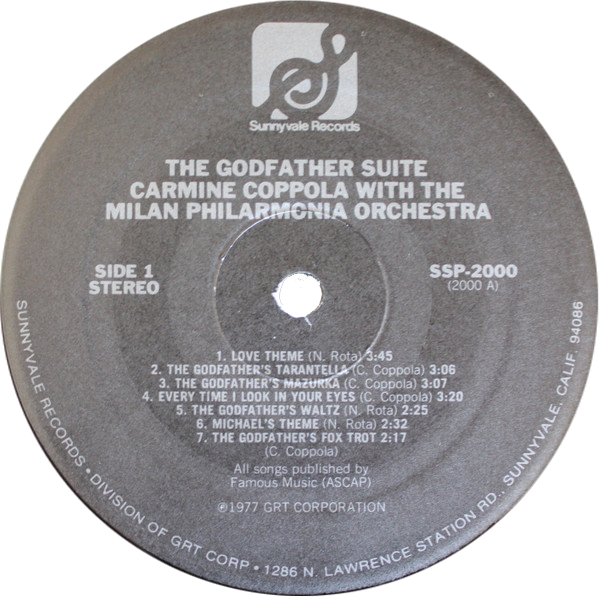 Sunnyvale Records
THE GODFATHER SUITE
CARMINE COPPOLA WITH THE
MILAN PHILARMONIA ORCHESTRA
SIDE 1
STEREO
SSP-2000
(2000 A)
1. LOVE THEME (N. Rota) 3:45
2. THE GODFATHER'S TARANTELLA (C. Coppola) 3:06
3. THE GODFATHER'S MAZURKA (C. Coppola) 3:07
4. EVERY TIME I LOOK IN YOUR EYES (C. Coppola) 3:20
5. THE GODFATHER'S WALTZ (N. Rota) 2:25
6. MICHAEL'S THEME (N. Rota) 2:32
7. THE GODFATHER'S FOX TROT 2:17
(C. Coppola)
All songs published by
Famous Music (ASCAP)
℗1977 GRT CORPORATION
SUNNYVALE RECORDS • DIVISION OF GRT CORP • 1286 N. LAWRENCE STATION RD., SUNNYVALE, CALIF. 94086